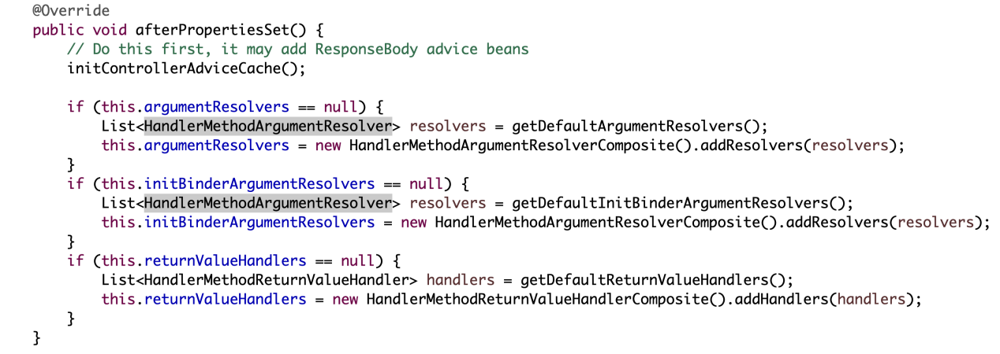 @Override
public void afterPropertiesSet() {
    // Do this first, it may add ResponseBody advice beans
    initControllerAdviceCache();

    if (this.argumentResolvers == null) {
        List<HandlerMethodArgumentResolver> resolvers = getDefaultArgumentResolvers();
        this.argumentResolvers = new HandlerMethodArgumentResolverComposite().addResolvers(resolvers);
    }
    if (this.initBinderArgumentResolvers == null) {
        List<HandlerMethodArgumentResolver> resolvers = getDefaultInitBinderArgumentResolvers();
        this.initBinderArgumentResolvers = new HandlerMethodArgumentResolverComposite().addResolvers(resolvers);
    }
    if (this.returnValueHandlers == null) {
        List<HandlerMethodReturnValueHandler> handlers = getDefaultReturnValueHandlers();
        this.returnValueHandlers = new HandlerMethodReturnValueHandlerComposite().addHandlers(handlers);
    }
}